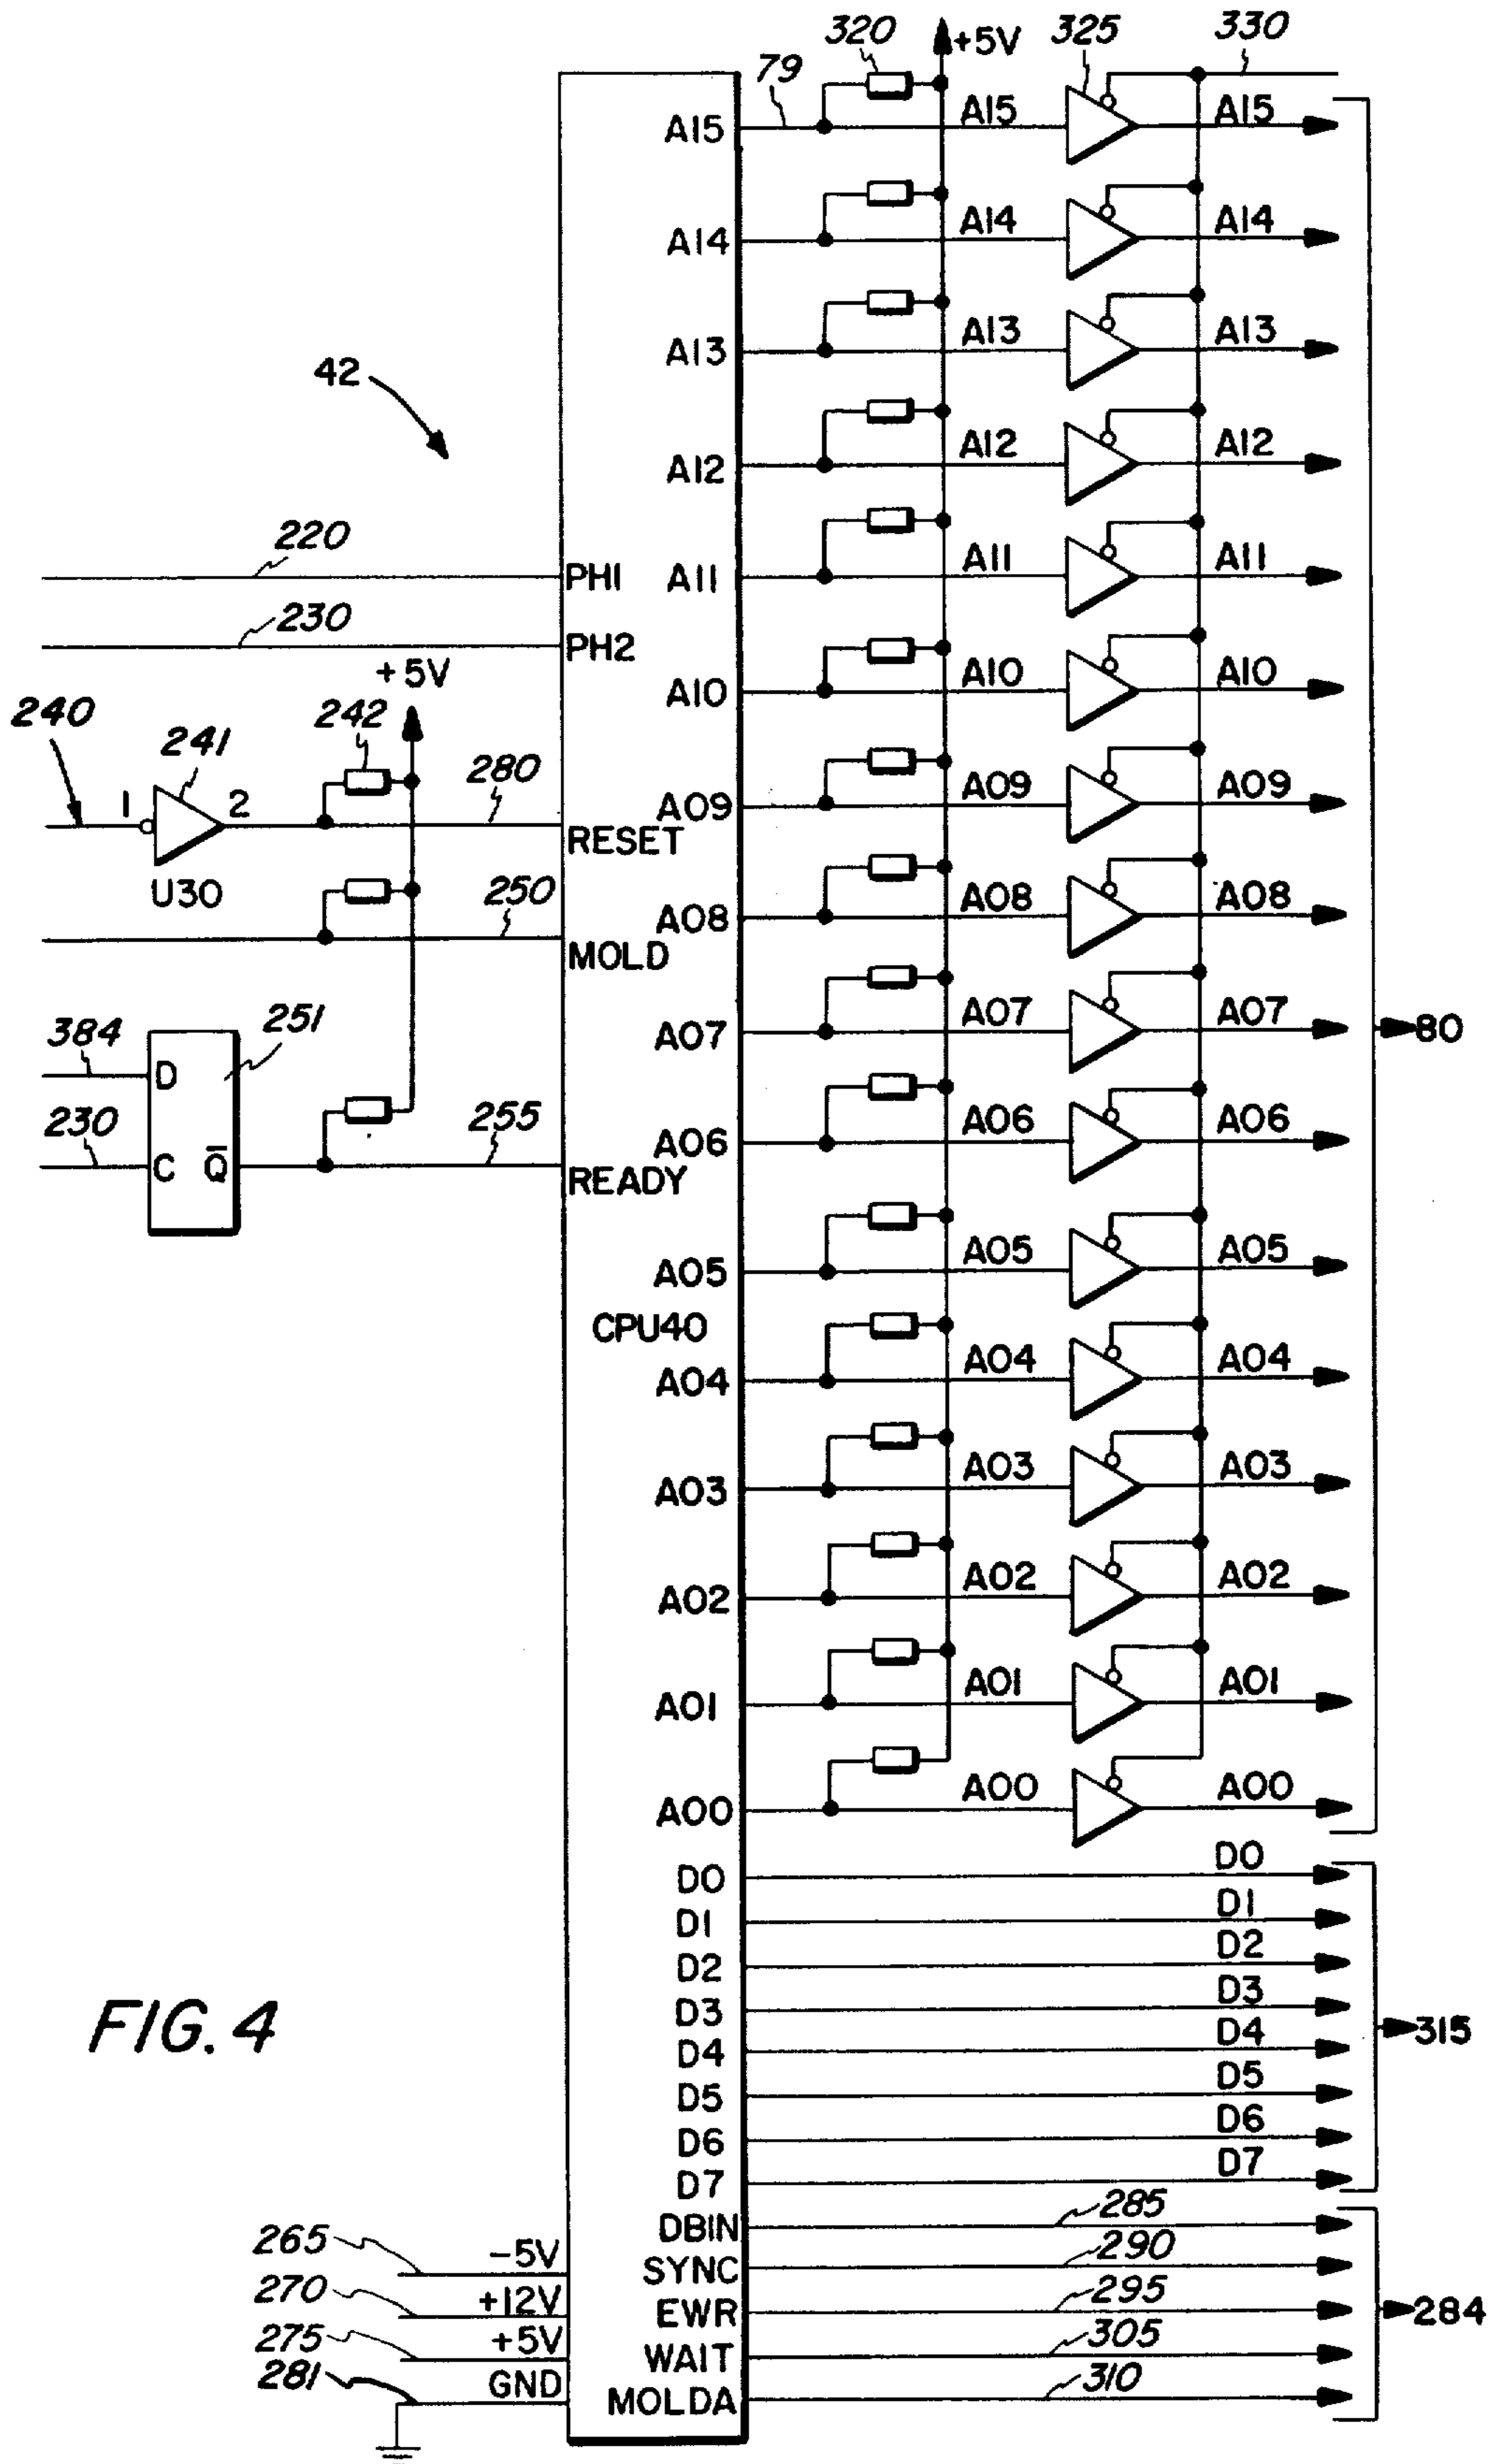 320 +5V 325 330
79
A15 A15 A15
A14 A14 A14
A13 A13 A13
42
A12 A12 A12
220
PH1 A11 A11 A11
230
PH2
+5V
A10 A10 A10
240 241 242
280
1 2 A09 A09 A09
RESET
U30 250
A08 A08 A08
MOLD
384 251
D A07 A07 A07
80
230 255
C Q̅ A06 A06 A06
READY
A05 A05 A05
CPU40
A04 A04 A04
A03 A03 A03
A02 A02 A02
A01 A01 A01
A00 A00 A00
D0 D0
D1 D1
D2 D2
FIG. 4
D3 D3
315
D4 D4
D5 D5
D6 D6
D7 D7
DBIN 285
265 -5V SYNC 290
270 +12V EWR 295
284
275 +5V WAIT 305
281 GND MOLDA 310